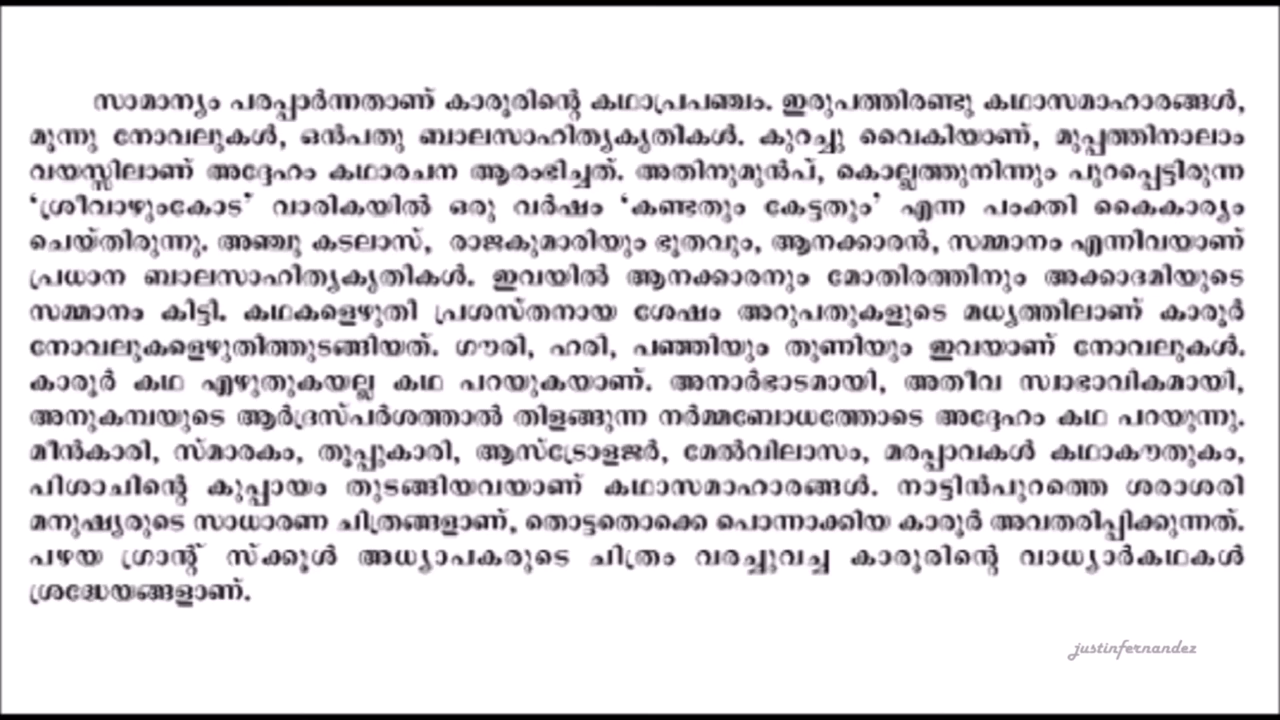 സാമാന്യം പരപ്പാർന്നതാണ് കാരൂരിന്റെ കഥാപ്രപഞ്ചം. ഇരുപത്തിരണ്ടു കഥാസമാഹാരങ്ങൾ,
മൂന്നു നോവലുകൾ, ഒൻപതു ബാലസാഹിത്യകൃതികൾ. കുറച്ചു വൈകിയാണ്, മുപ്പത്തിനാലാം
വയസ്സിലാണ് അദ്ദേഹം കഥാരചന ആരംഭിച്ചത്. അതിനുമുൻപ്, കൊല്ലത്തുനിന്നും പുറപ്പെട്ടിരുന്ന
‘ശ്രീവാഴുംകോട’ വാരികയിൽ ഒരു വർഷം ‘കണ്ടതും കേട്ടതും’ എന്ന പംക്തി കൈകാര്യം
ചെയ്തിരുന്നു. അഞ്ചു കടലാസ്, രാജകുമാരിയും ഭൂതവും, ആനക്കാരൻ, സമ്മാനം എന്നിവയാണ്
പ്രധാന ബാലസാഹിത്യകൃതികൾ. ഇവയിൽ ആനക്കാരനും മോതിരത്തിനും അക്കാദമിയുടെ
സമ്മാനം കിട്ടി. കഥകളെഴുതി പ്രശസ്തനായ ശേഷം അറുപതുകളുടെ മധ്യത്തിലാണ് കാരൂർ
നോവലുകളെഴുതിത്തുടങ്ങിയത്. ഗൗരി, ഹരി, പഞ്ഞിയും തുണിയും ഇവയാണ് നോവലുകൾ.
കാരൂർ കഥ എഴുതുകയല്ല കഥ പറയുകയാണ്. അനാർഭാടമായി, അതീവ സ്വാഭാവികമായി,
അനുകമ്പയുടെ ആർദ്രസ്പർശത്താൽ തിളങ്ങുന്ന നർമ്മബോധത്തോടെ അദ്ദേഹം കഥ പറയുന്നു.
മീൻകാരി, സ്മാരകം, തൂപ്പുകാരി, ആസ്ട്രോളജർ, മേൽവിലാസം, മരപ്പാവകൾ കഥാകൗതുകം,
പിശാചിന്റെ കുപ്പായം തുടങ്ങിയവയാണ് കഥാസമാഹാരങ്ങൾ. നാട്ടിൻപുറത്തെ ശരാശരി
മനുഷ്യരുടെ സാധാരണ ചിത്രങ്ങളാണ്, തൊട്ടതൊക്കെ പൊന്നാക്കിയ കാരൂർ അവതരിപ്പിക്കുന്നത്.
പഴയ ഗ്രാന്റ് സ്ക്കൂൾ അധ്യാപകരുടെ ചിത്രം വരച്ചുവച്ച കാരൂരിന്റെ വാധ്യാർകഥകൾ
ശ്രദ്ധേയങ്ങളാണ്.
justinfernandez